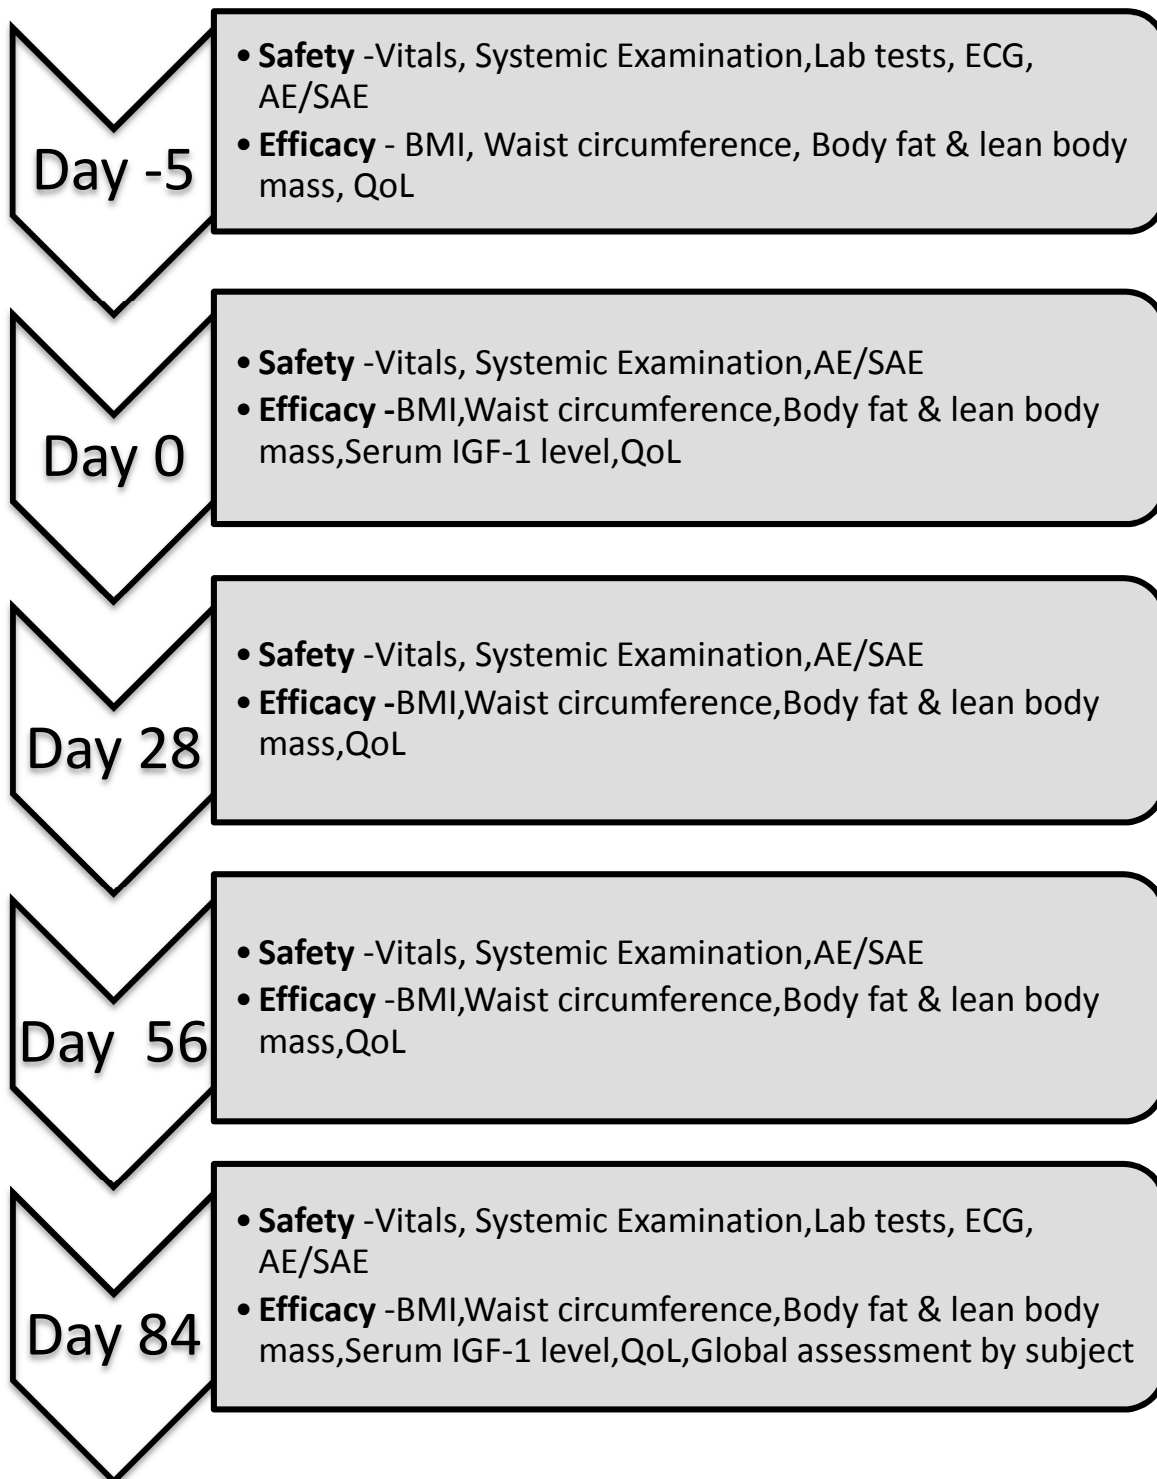 Day -5
• Safety -Vitals, Systemic Examination,Lab tests, ECG,
AE/SAE
• Efficacy - BMI, Waist circumference, Body fat & lean body
mass, QoL
Day 0
• Safety -Vitals, Systemic Examination,AE/SAE
• Efficacy -BMI,Waist circumference,Body fat & lean body
mass,Serum IGF-1 level,QoL
Day 28
• Safety -Vitals, Systemic Examination,AE/SAE
• Efficacy -BMI,Waist circumference,Body fat & lean body
mass,QoL
Day 56
• Safety -Vitals, Systemic Examination,AE/SAE
• Efficacy -BMI,Waist circumference,Body fat & lean body
mass,QoL
Day 84
• Safety -Vitals, Systemic Examination,Lab tests, ECG,
AE/SAE
• Efficacy -BMI,Waist circumference,Body fat & lean body
mass,Serum IGF-1 level,QoL,Global assessment by subject